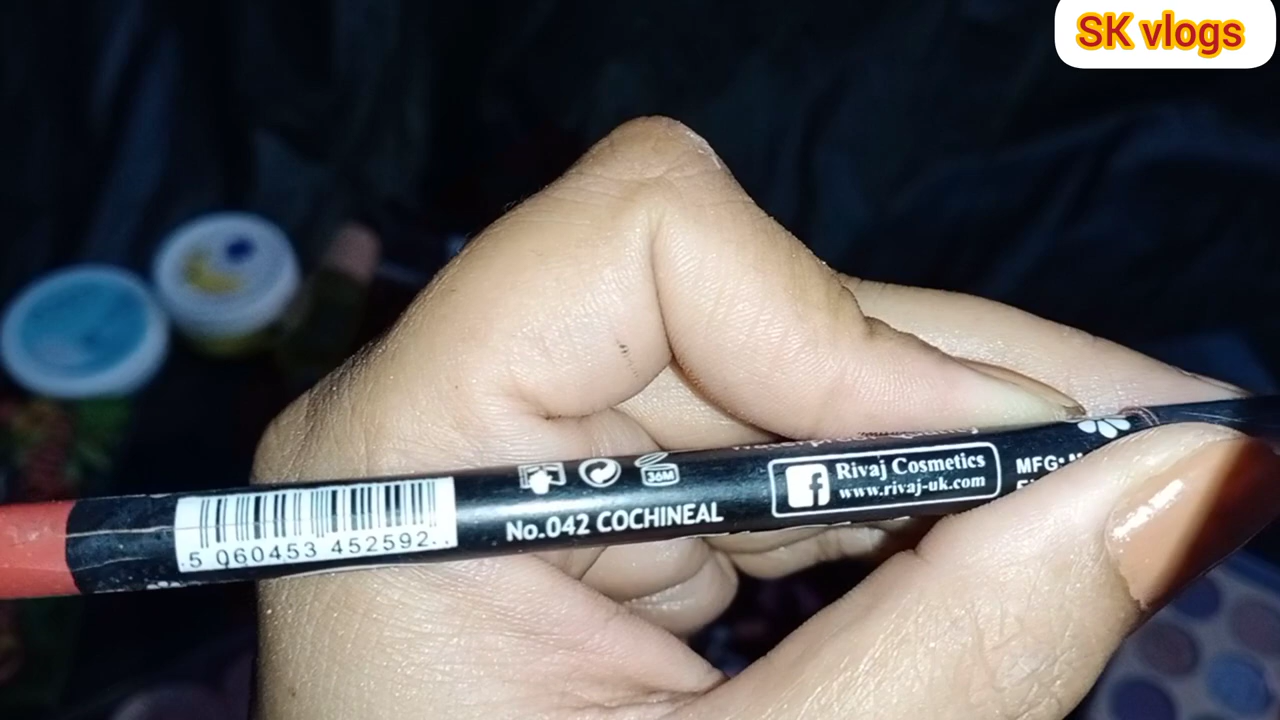 SK vlogs
Rivaj Cosmetics
www.rivaj-uk.com
MFG:
36M
No.042 COCHINEAL
5 060453 452592